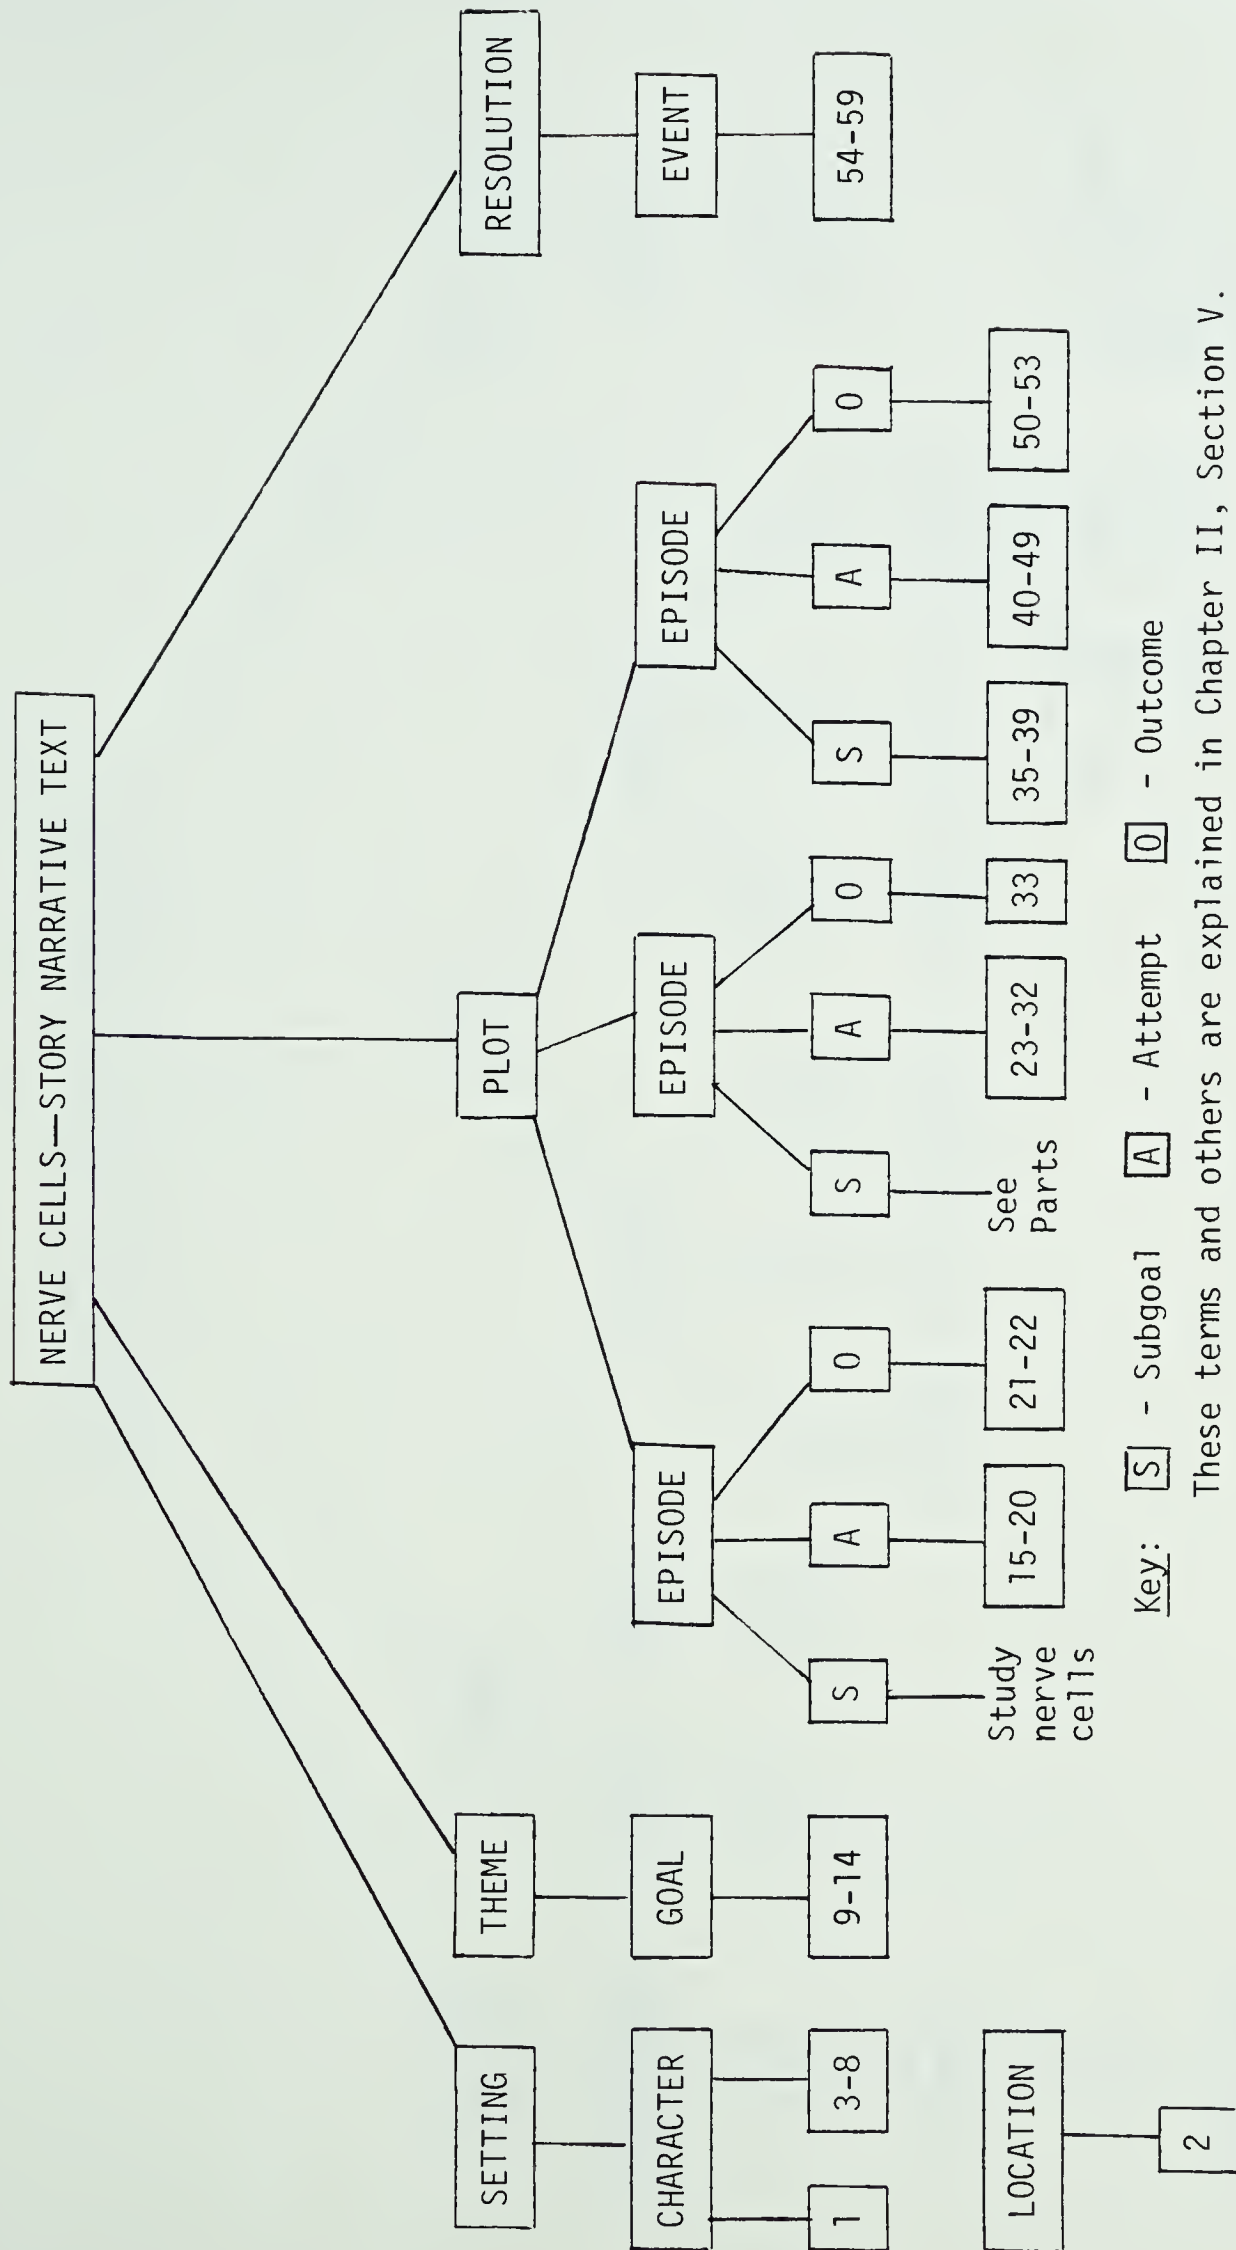 NERVE CELLS—STORY NARRATIVE TEXT
SETTING
THEME
PLOT
RESOLUTION
CHARACTER
GOAL
EPISODE
EPISODE
EPISODE
EVENT
1
3-8
9-14
S
A
O
S
A
O
S
A
O
54-59
LOCATION
Study
nerve
cells
15-20
21-22
See
Parts
23-32
33
35-39
40-49
50-53
2
Key: S - Subgoal A - Attempt O - Outcome
These terms and others are explained in Chapter II, Section V.